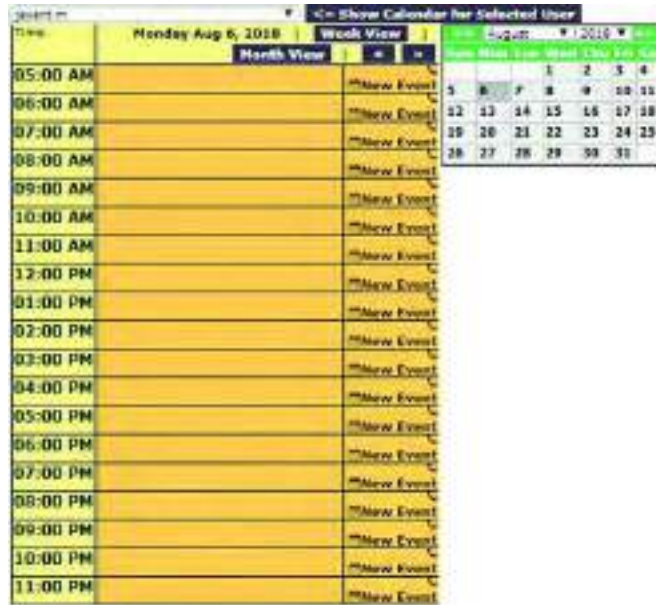 <= Show Calendar for Selected User
Time Monday Aug 6, 2018 | Week View |
Month View | « »
05:00 AM New Event
06:00 AM New Event
07:00 AM New Event
08:00 AM New Event
09:00 AM New Event
10:00 AM New Event
11:00 AM New Event
12:00 PM New Event
01:00 PM New Event
02:00 PM New Event
03:00 PM New Event
04:00 PM New Event
05:00 PM New Event
06:00 PM New Event
07:00 PM New Event
08:00 PM New Event
09:00 PM New Event
10:00 PM New Event
11:00 PM New Event
August 2018
Sun Mon Tue Wed Thu Fri Sat
1 2 3 4
5 6 7 8 9 10 11
12 13 14 15 16 17 18
19 20 21 22 23 24 25
26 27 28 29 30 31